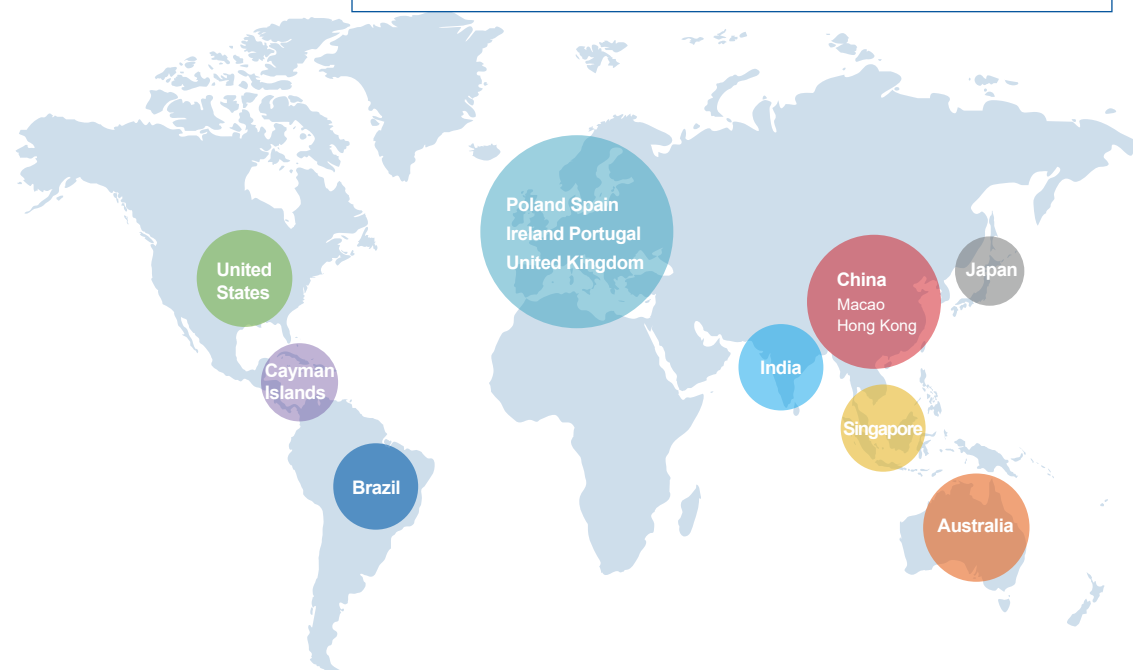 Poland Spain
Ireland Portugal
United Kingdom
United
States
China
Macao
Hong Kong
Japan
India
Cayman
Islands
Singapore
Brazil
Australia